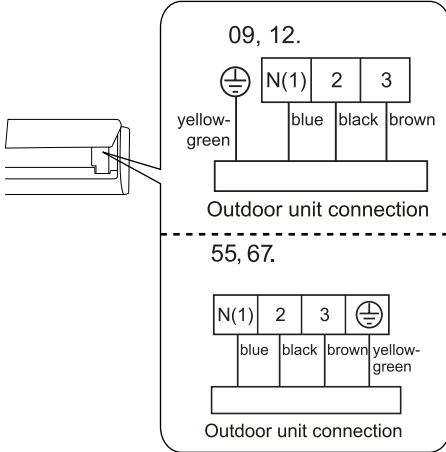 09, 12.
N(1) 2 3
yellow-
green
blue black brown
Outdoor unit connection
55, 67.
N(1) 2 3
blue black brown yellow-
green
Outdoor unit connection